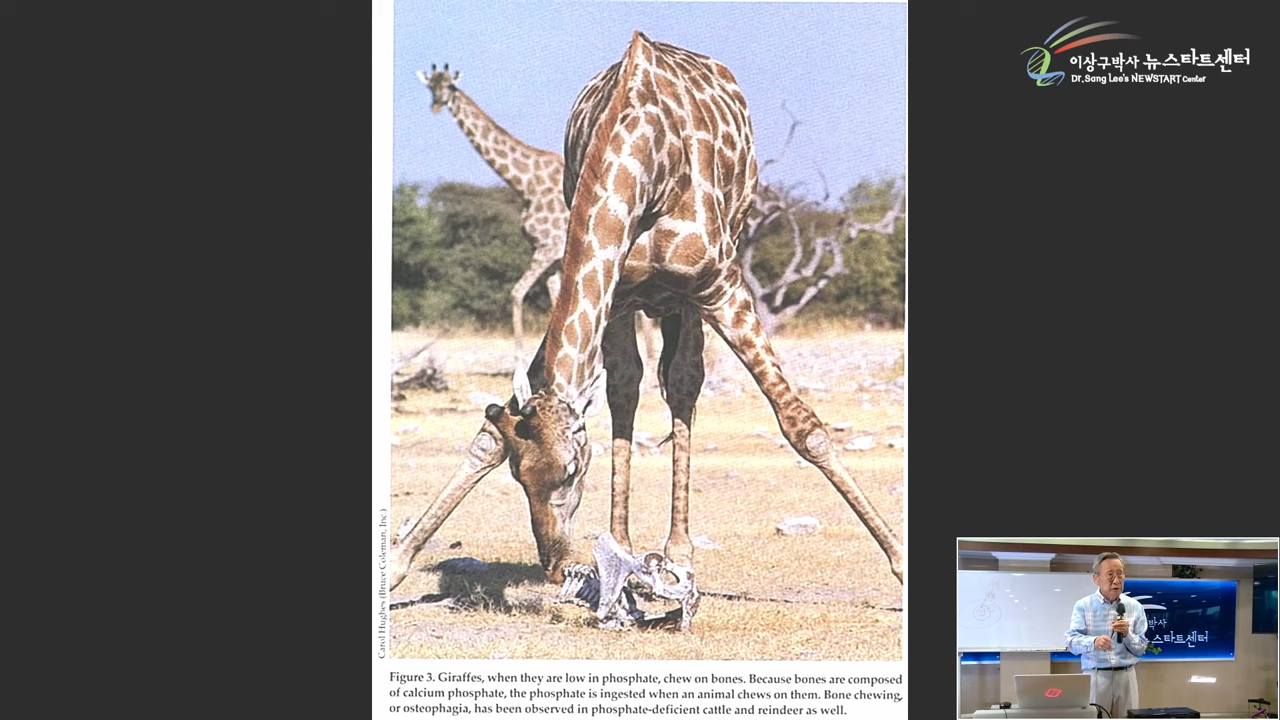 이상구박사 뉴스타트센터
Dr. Sang Lee's NEWSTART Center
Carol Hughes (Bruce Coleman, Inc.)
Figure 3. Giraffes, when they are low in phosphate, chew on bones. Because bones are composed
of calcium phosphate, the phosphate is ingested when an animal chews on them. Bone chewing,
or osteophagia, has been observed in phosphate-deficient cattle and reindeer as well.
박사
뉴스타트센터